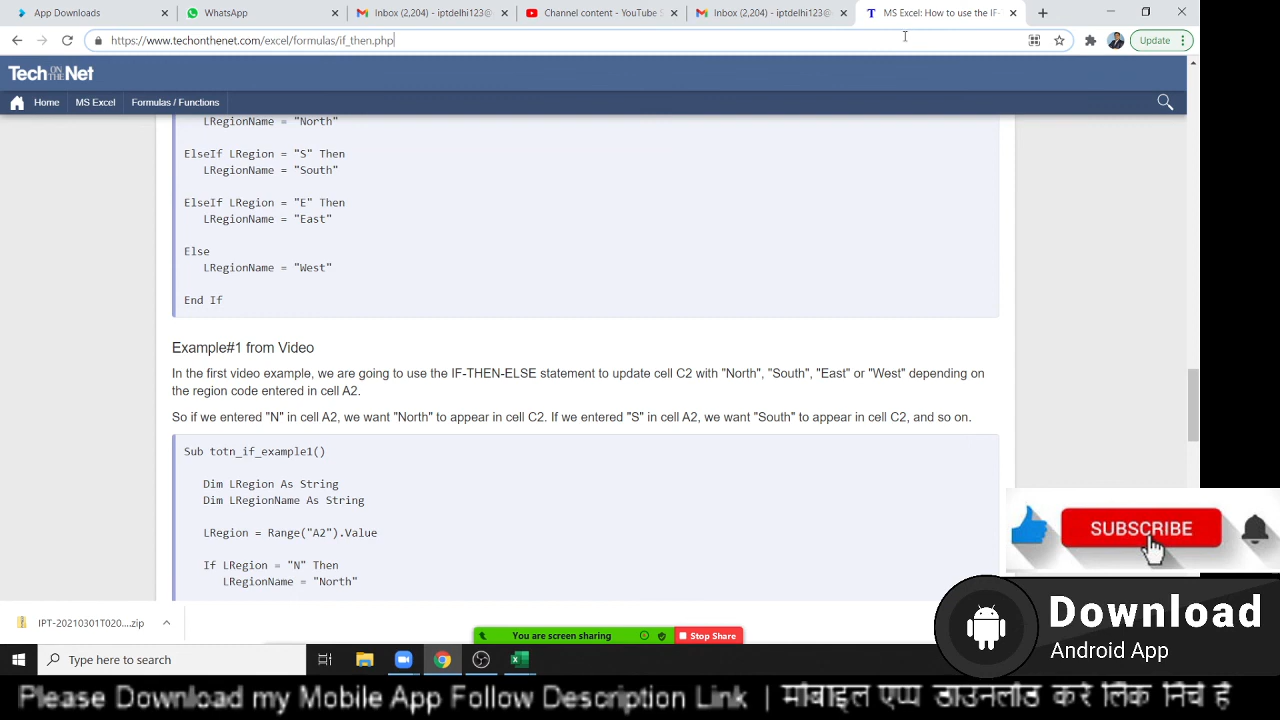 App Downloads
WhatsApp
Inbox (2,204) - iptdelhi123@
Channel content - YouTube S
Inbox (2,204) - iptdelhi123@
MS Excel: How to use the IF-
https://www.techonthenet.com/excel/formulas/if_then.php
Update
Tech ON THE Net
Home
MS Excel
Formulas / Functions
LRegionName = "North"
ElseIf LRegion = "S" Then
LRegionName = "South"
ElseIf LRegion = "E" Then
LRegionName = "East"
Else
LRegionName = "West"
End If
Example#1 from Video
In the first video example, we are going to use the IF-THEN-ELSE statement to update cell C2 with "North", "South", "East" or "West" depending on
the region code entered in cell A2.
So if we entered "N" in cell A2, we want "North" to appear in cell C2. If we entered "S" in cell A2, we want "South" to appear in cell C2, and so on.
Sub totn_if_example1()
Dim LRegion As String
Dim LRegionName As String
LRegion = Range("A2").Value
If LRegion = "N" Then
LRegionName = "North"
SUBSCRIBE
Download
Android App
IPT-20210301T020....zip
You are screen sharing
Stop Share
Type here to search
Please Download my Mobile App Follow Description Link | मोबाइल एप्प डाउनलोड करे लिंक निचे है